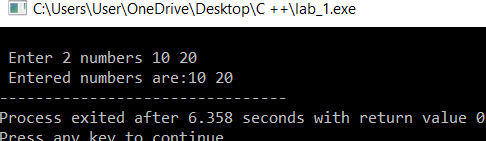 C:\Users\User\OneDrive\Desktop\C ++\lab_1.exe
Enter 2 numbers 10 20
Entered numbers are:10 20
--------------------------------
Process exited after 6.358 seconds with return value 0
Press any key to continue